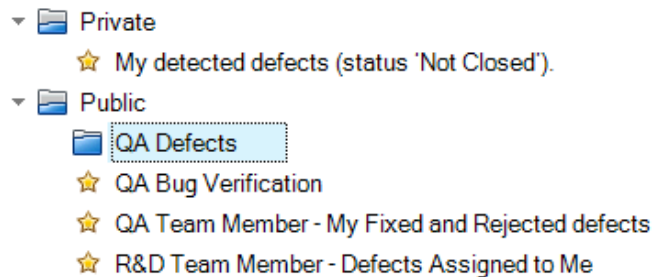 Private
My detected defects (status 'Not Closed').
Public
QA Defects
QA Bug Verification
QA Team Member - My Fixed and Rejected defects
R&D Team Member - Defects Assigned to Me